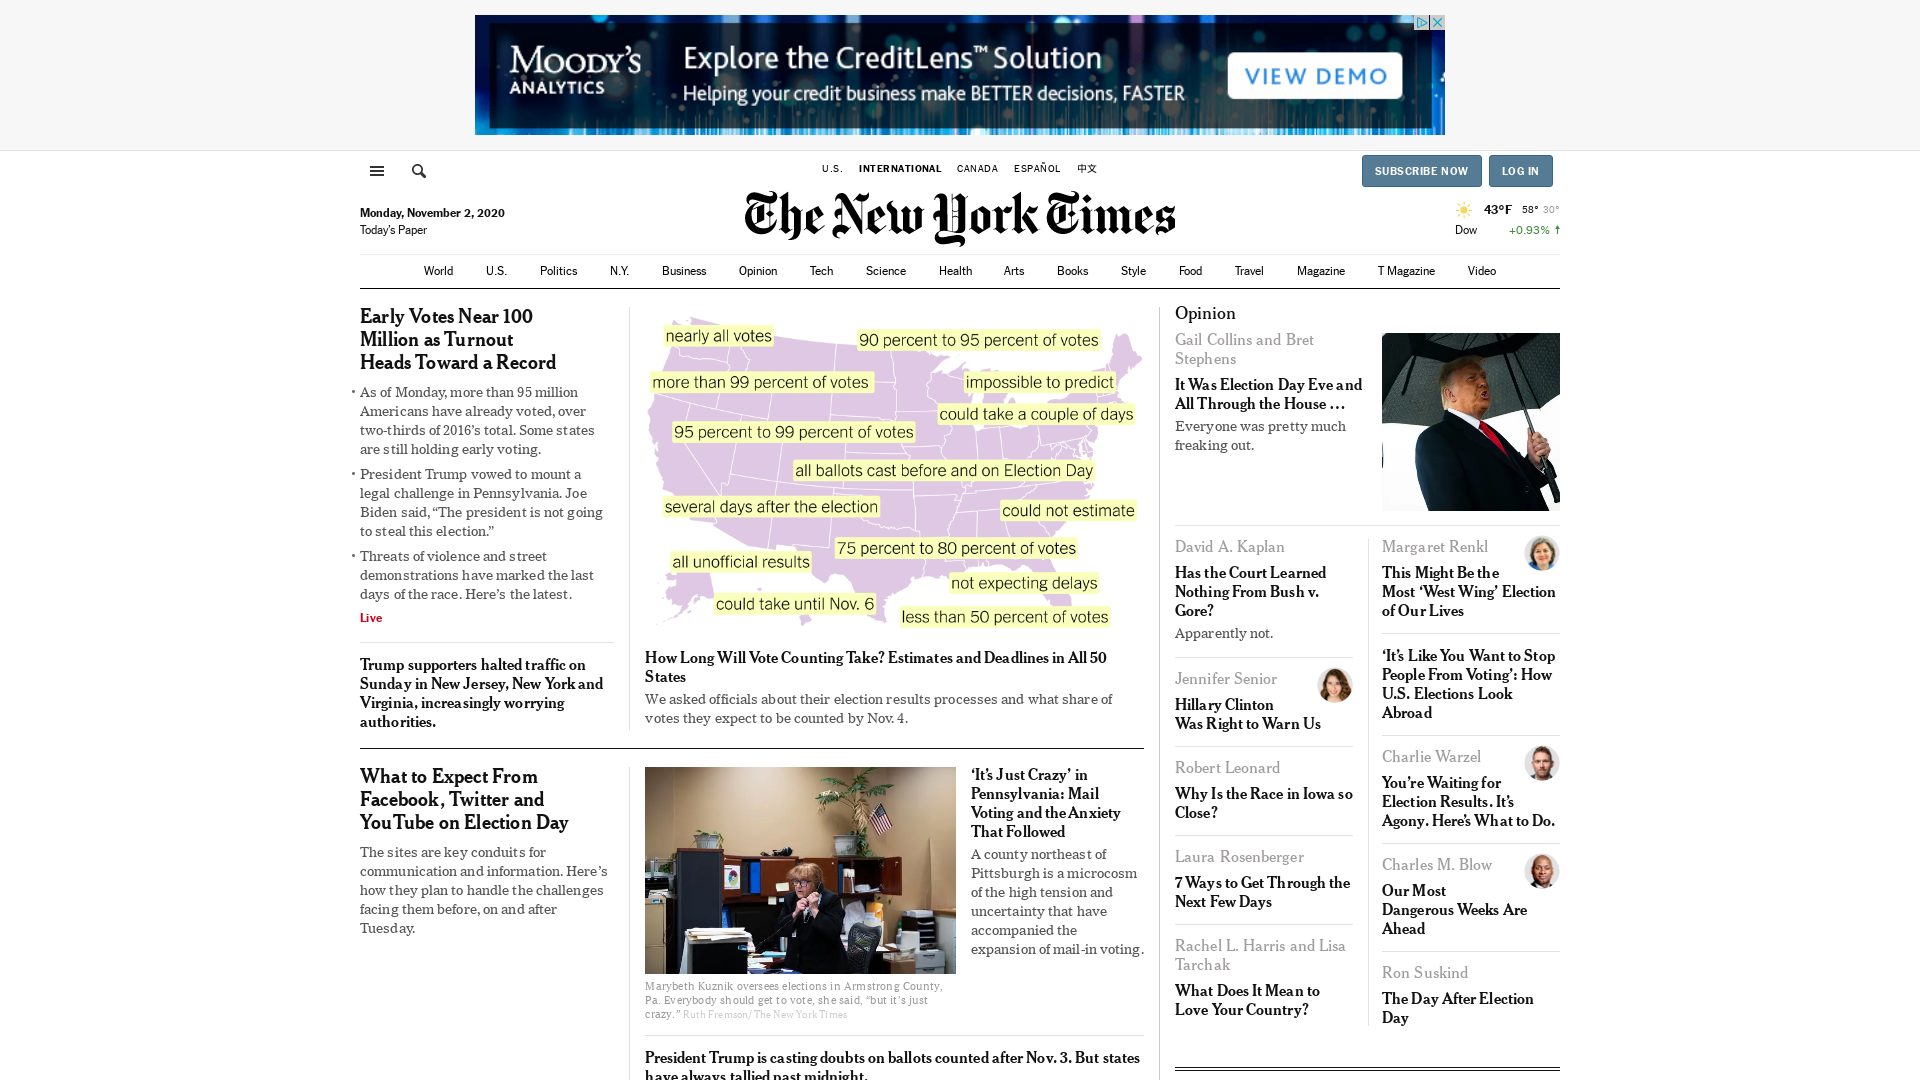 MOODY'S
ANALYTICS
Explore the CreditLens™ Solution
Helping your credit business make BETTER decisions, FASTER
VIEW DEMO
U.S.
INTERNATIONAL
CANADA
ESPAÑOL
中文
SUBSCRIBE NOW
LOG IN
Monday, November 2, 2020
Today's Paper
The New York Times
43°F 58° 30°
Dow +0.93% ↑
World
U.S.
Politics
N.Y.
Business
Opinion
Tech
Science
Health
Arts
Books
Style
Food
Travel
Magazine
T Magazine
Video
Early Votes Near 100
Million as Turnout
Heads Toward a Record
• As of Monday, more than 95 million
Americans have already voted, over
two-thirds of 2016's total. Some states
are still holding early voting.
• President Trump vowed to mount a
legal challenge in Pennsylvania. Joe
Biden said, “The president is not going
to steal this election.”
• Threats of violence and street
demonstrations have marked the last
days of the race. Here's the latest.
Live
Trump supporters halted traffic on
Sunday in New Jersey, New York and
Virginia, increasingly worrying
authorities.
nearly all votes
90 percent to 95 percent of votes
more than 99 percent of votes
impossible to predict
could take a couple of days
95 percent to 99 percent of votes
all ballots cast before and on Election Day
several days after the election
could not estimate
75 percent to 80 percent of votes
all unofficial results
not expecting delays
could take until Nov. 6
less than 50 percent of votes
How Long Will Vote Counting Take? Estimates and Deadlines in All 50
States
We asked officials about their election results processes and what share of
votes they expect to be counted by Nov. 4.
What to Expect From
Facebook, Twitter and
YouTube on Election Day
The sites are key conduits for
communication and information. Here's
how they plan to handle the challenges
facing them before, on and after
Tuesday.
Marybeth Kuznik oversees elections in Armstrong County,
Pa. Everybody should get to vote, she said, “but it's just
crazy.” Ruth Fremson/The New York Times
‘It's Just Crazy’ in
Pennsylvania: Mail
Voting and the Anxiety
That Followed
A county northeast of
Pittsburgh is a microcosm
of the high tension and
uncertainty that have
accompanied the
expansion of mail-in voting.
President Trump is casting doubts on ballots counted after Nov. 3. But states
have always tallied past midnight.
Opinion
Gail Collins and Bret
Stephens
It Was Election Day Eve and
All Through the House …
Everyone was pretty much
freaking out.
David A. Kaplan
Has the Court Learned
Nothing From Bush v.
Gore?
Apparently not.
Jennifer Senior
Hillary Clinton
Was Right to Warn Us
Robert Leonard
Why Is the Race in Iowa so
Close?
Laura Rosenberger
7 Ways to Get Through the
Next Few Days
Rachel L. Harris and Lisa
Tarchak
What Does It Mean to
Love Your Country?
Margaret Renkl
This Might Be the
Most ‘West Wing’ Election
of Our Lives
‘It's Like You Want to Stop
People From Voting’: How
U.S. Elections Look
Abroad
Charlie Warzel
You're Waiting for
Election Results. It's
Agony. Here's What to Do.
Charles M. Blow
Our Most
Dangerous Weeks Are
Ahead
Ron Suskind
The Day After Election
Day